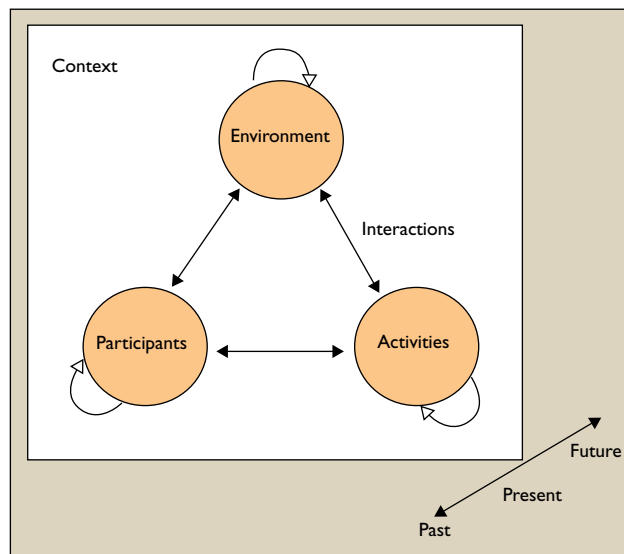 Context
Environment
Interactions
Participants
Activities
Future
Present
Past